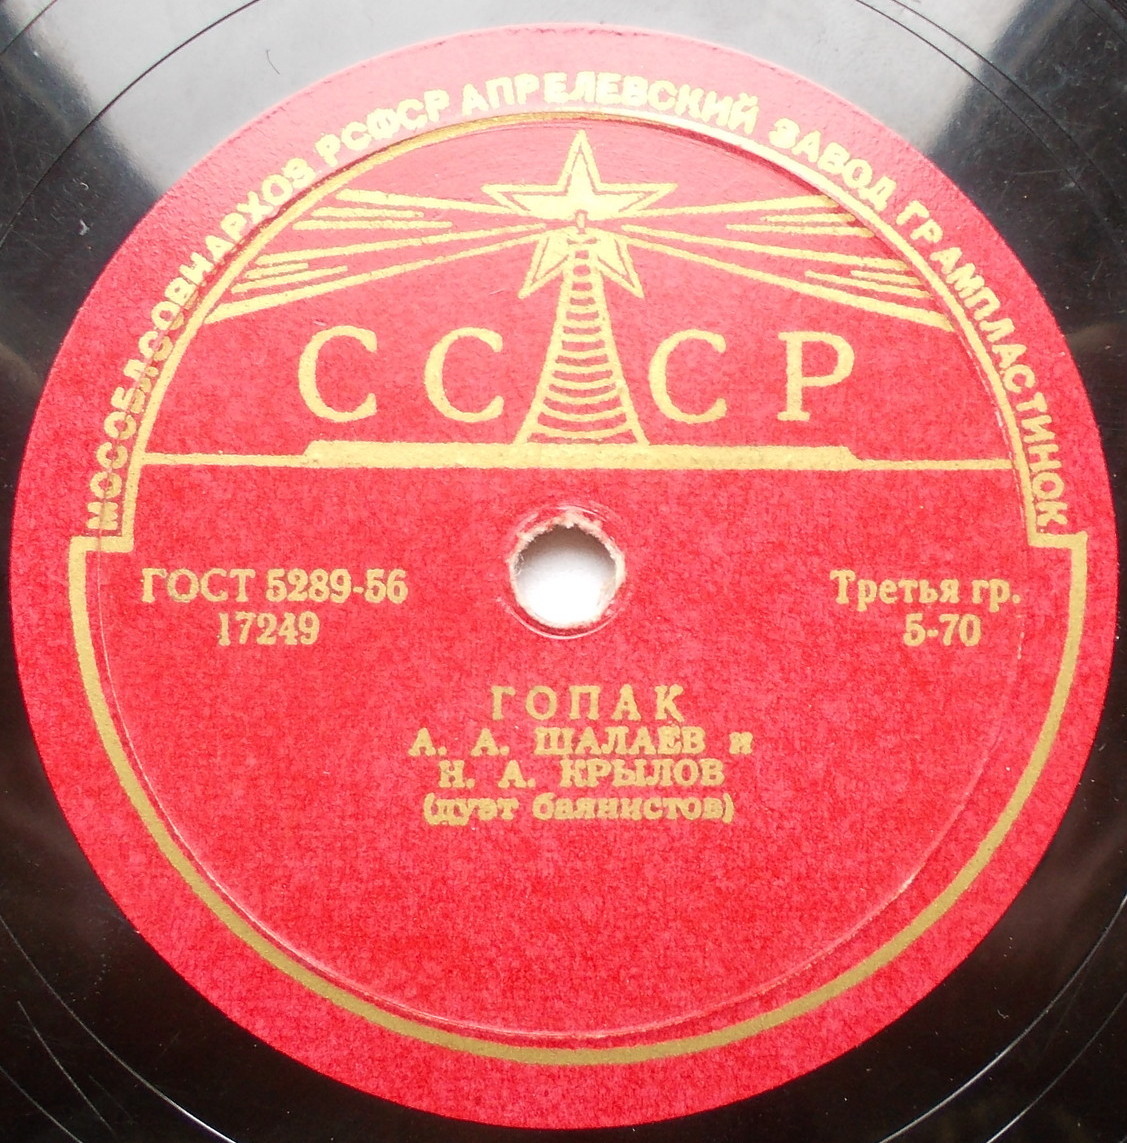 МОСОБЛСОВНАРХОЗ РСФСР АПРЕЛЕВСКИЙ ЗАВОД ГРАМПЛАСТИНОК
СССР
ГОСТ 5289-56
17249
Третья гр.
5-70
ГОПАК
А. А. ШАЛАЕВ и
Н. А. КРЫЛОВ
(дуэт баянистов)